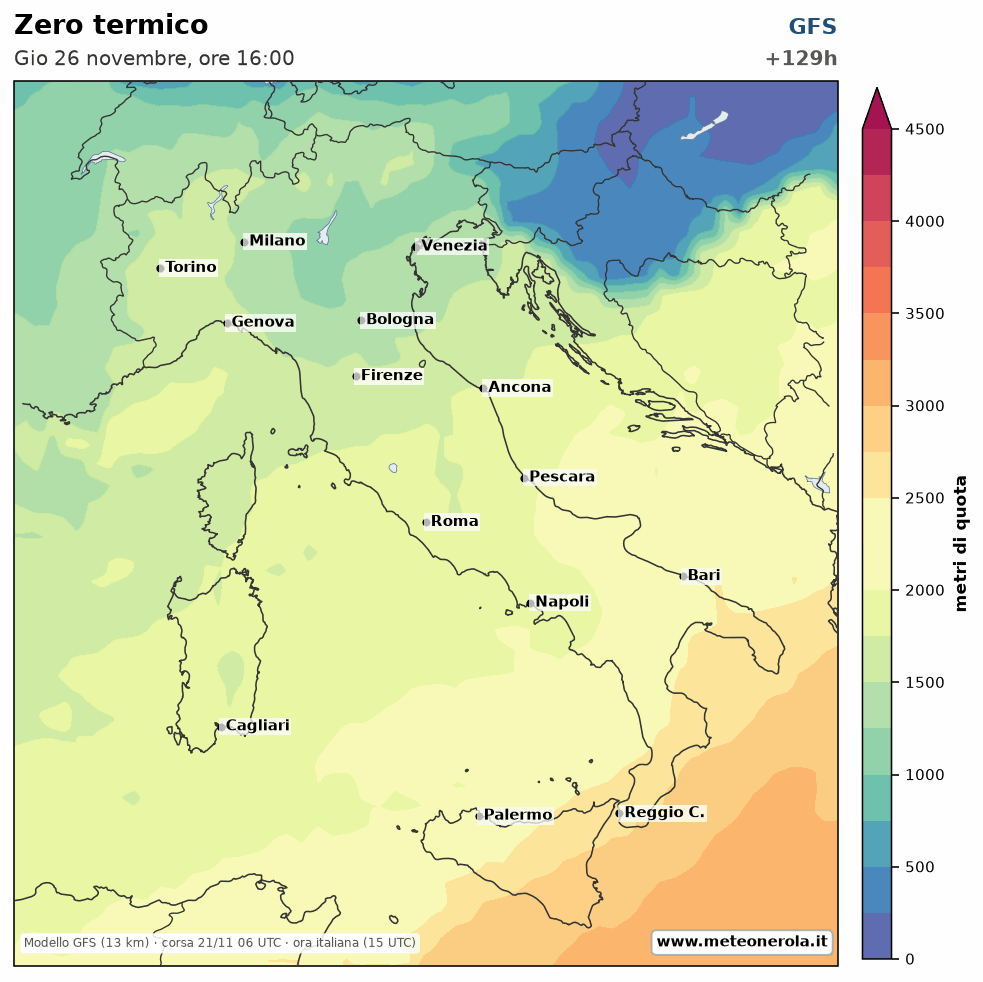 Zero termico
GFS
Gio 26 novembre, ore 16:00
+129h
4500
4000
3500
3000
2500
2000
1500
1000
500
0
metri di quota
Milano
Venezia
Torino
Genova
Bologna
Firenze
Ancona
Pescara
Roma
Bari
Napoli
Cagliari
Palermo
Reggio C.
Modello GFS (13 km) · corsa 21/11 06 UTC · ora italiana (15 UTC)
www.meteonerola.it